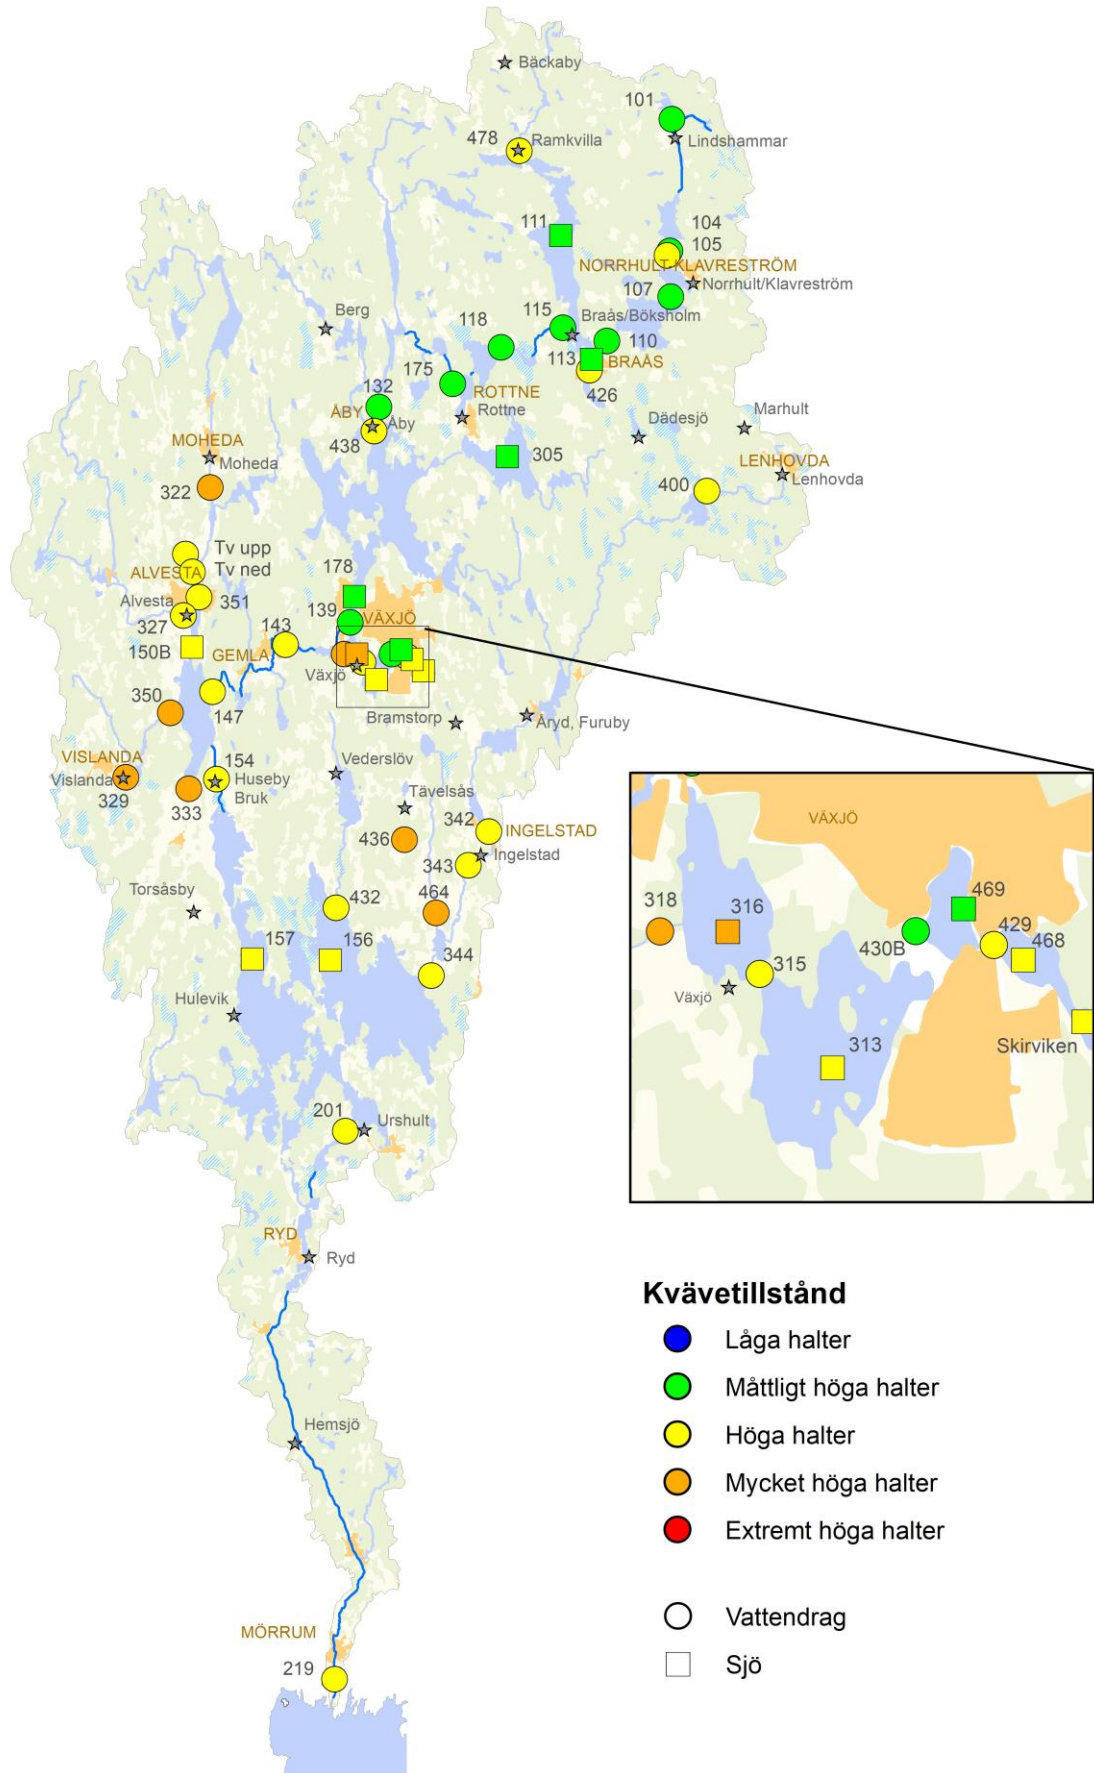 Bäckaby
101
478
Ramkvilla
Lindshammar
111
104
105
NORRHULT-KLAVRESTRÖM
Norrhult/Klavreström
107
Berg
115
Braås/Böksholm
118
110
113
BRAÅS
175
426
132
ROTTNE
Rottne
ÅBY
Åby
438
Dädesjö
Marhult
MOHEDA
Moheda
305
LENHOVDA
Lenhovda
322
400
Tv upp
Tv ned
ALVESTA
178
Alvesta
351
139
VÄXJÖ
327
143
150B
GEMLA
Växjö
350
147
Bramstorp
Åryd, Furuby
VISLANDA
154
Vederslöv
Vislanda
Huseby
Bruk
329
333
Tävelsås
342
INGELSTAD
436
343
Ingelstad
Torsåsby
464
432
157
156
344
Hulevik
VÄXJÖ
318
316
469
429
430B
468
315
Växjö
313
Skirviken
201
Urshult
RYD
Ryd
Kvävetillstånd
Låga halter
Måttligt höga halter
Höga halter
Mycket höga halter
Extremt höga halter
Vattendrag
Sjö
Hemsjö
MÖRRUM
219